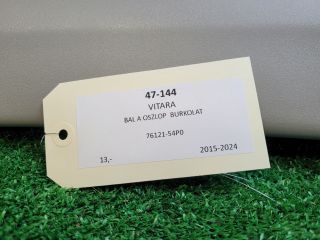 47-144
VITARA
BAL A OSZLOP BURKOLAT
76121-54P0
13,- 2015-2024